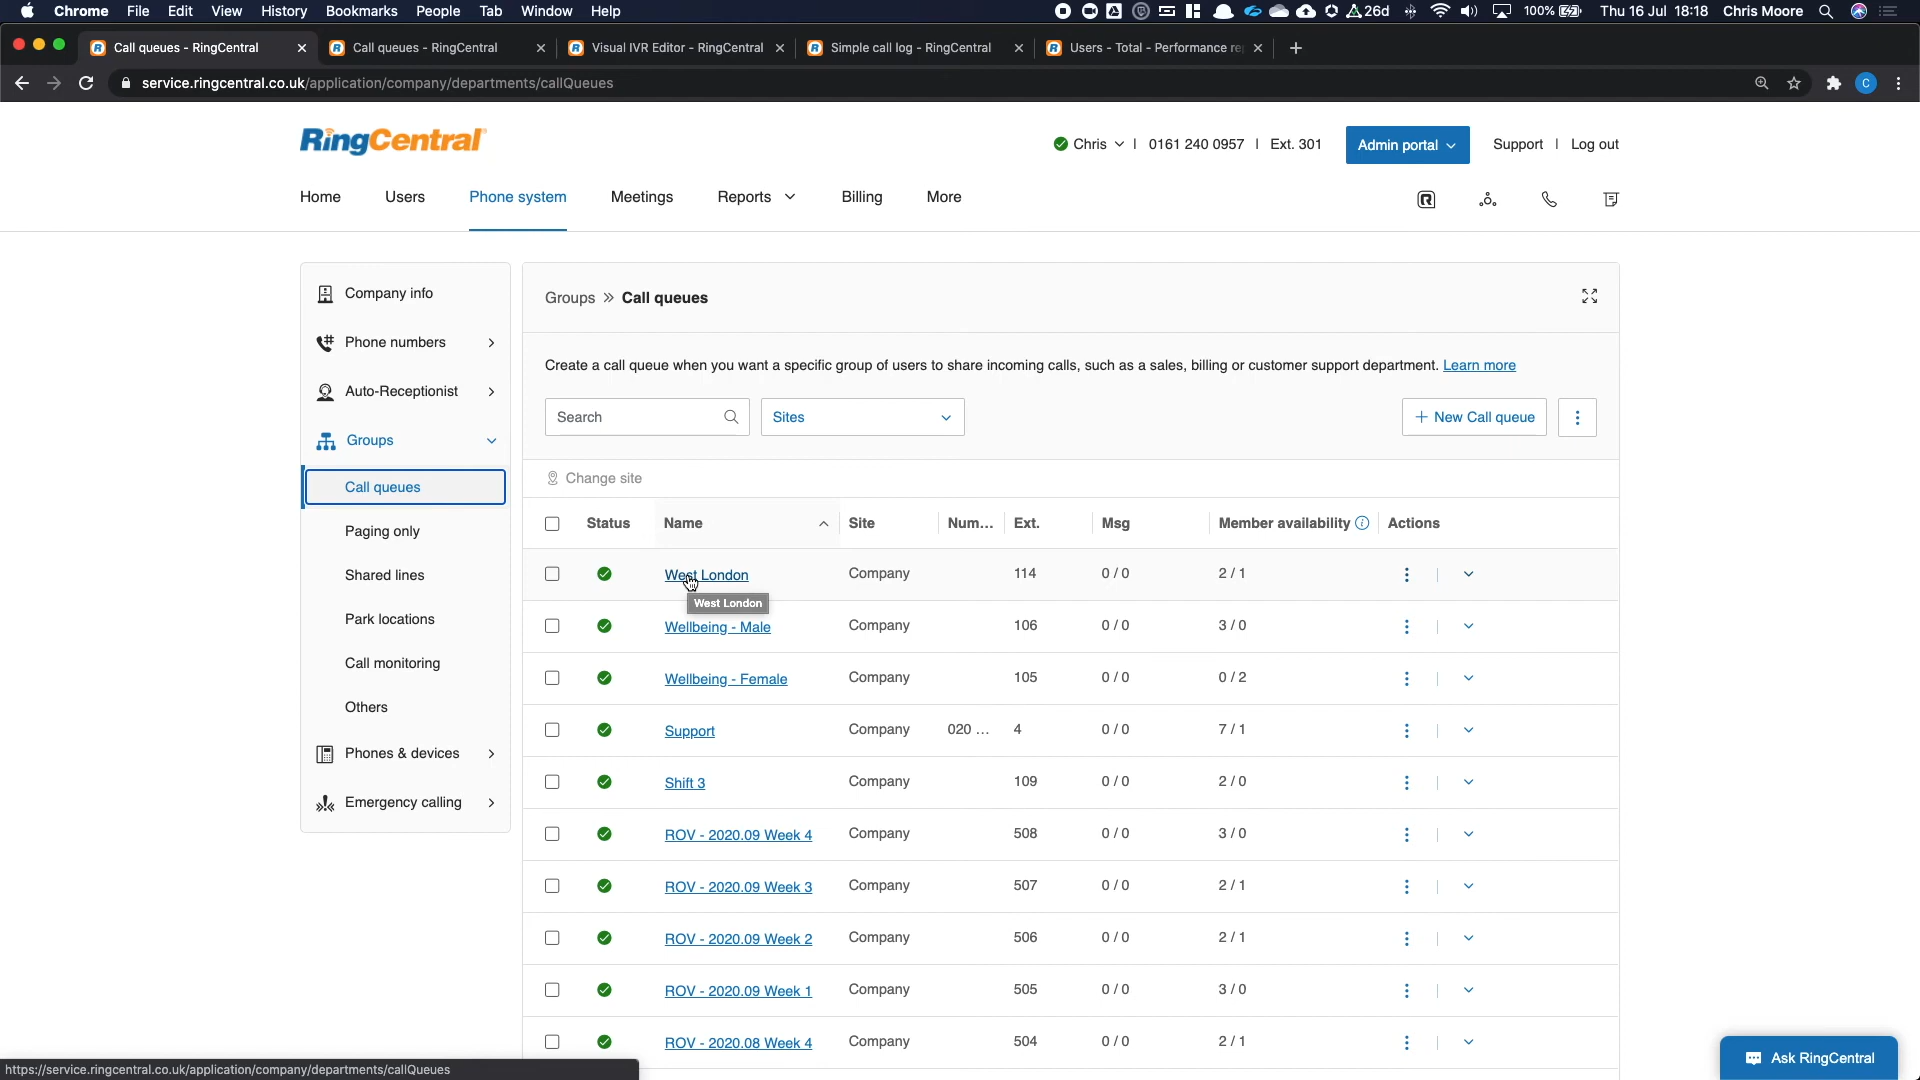 Chrome File Edit View History Bookmarks People Tab Window Help 26d 100% Thu 16 Jul 18:18 Chris Moore
Call queues - RingCentral Call queues - RingCentral Visual IVR Editor - RingCentral Simple call log - RingCentral Users - Total - Performance re
service.ringcentral.co.uk/application/company/departments/callQueues C
RingCentral
Chris | 0161 240 0957 | Ext. 301 Admin portal Support | Log out
Home Users Phone system Meetings Reports Billing More
Company info
Phone numbers
Auto-Receptionist
Groups
Call queues
Paging only
Shared lines
Park locations
Call monitoring
Others
Phones & devices
Emergency calling
Groups » Call queues
Create a call queue when you want a specific group of users to share incoming calls, such as a sales, billing or customer support department. Learn more
Search Sites + New Call queue
Change site
Status Name Site Num... Ext. Msg Member availability Actions
West London Company 114 0 / 0 2 / 1
West London
Wellbeing - Male Company 106 0 / 0 3 / 0
Wellbeing - Female Company 105 0 / 0 0 / 2
Support Company 020 ... 4 0 / 0 7 / 1
Shift 3 Company 109 0 / 0 2 / 0
ROV - 2020.09 Week 4 Company 508 0 / 0 3 / 0
ROV - 2020.09 Week 3 Company 507 0 / 0 2 / 1
ROV - 2020.09 Week 2 Company 506 0 / 0 2 / 1
ROV - 2020.09 Week 1 Company 505 0 / 0 3 / 0
ROV - 2020.08 Week 4 Company 504 0 / 0 2 / 1
Ask RingCentral
https://service.ringcentral.co.uk/application/company/departments/callQueues